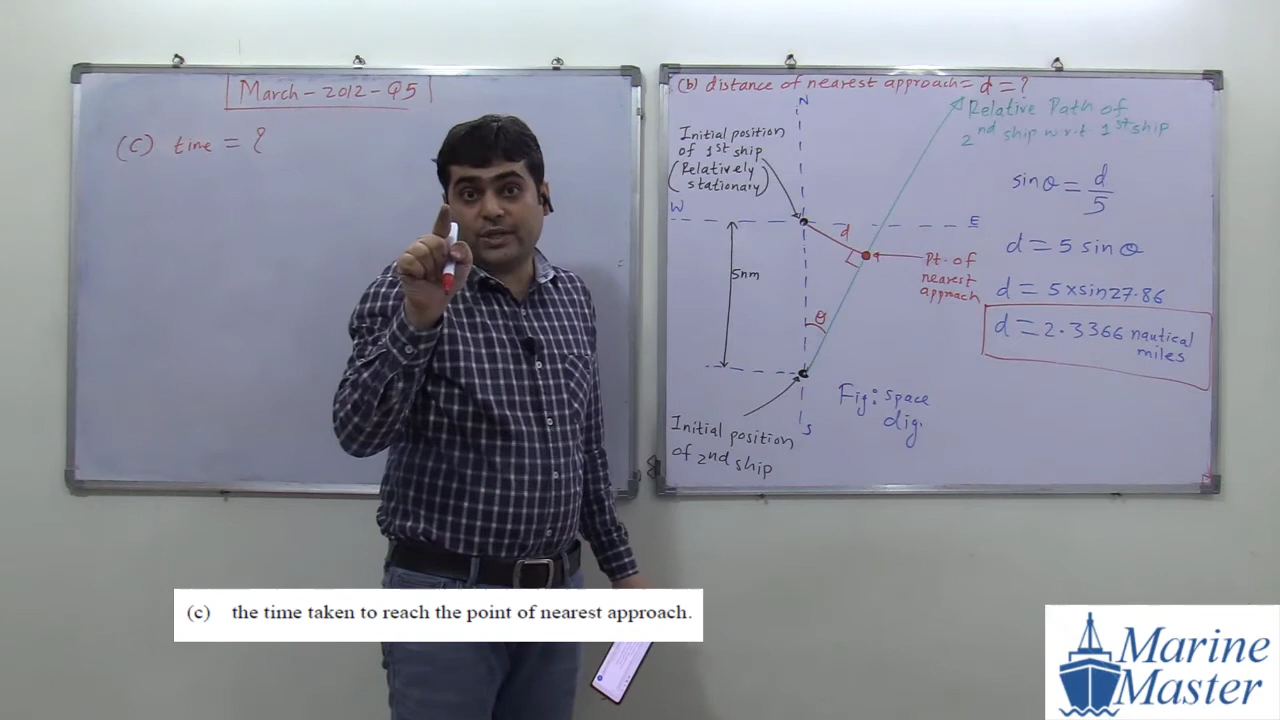 March-2012-Q5
(C) time = ?
(b) distance of nearest approach = d = ?
N
Relative Path of
2nd ship w.r.t 1st ship
Initial position
of 1st ship
(Relatively
stationary)
W
E
d
5nm
Pt. of
nearest
approach
θ
S
Initial position
of 2nd ship
Fig: space
dig.
sinθ = d/5
d = 5 sinθ
d = 5 x sin 27.86
d = 2.3366 nautical
miles
(c) the time taken to reach the point of nearest approach.
Marine
Master